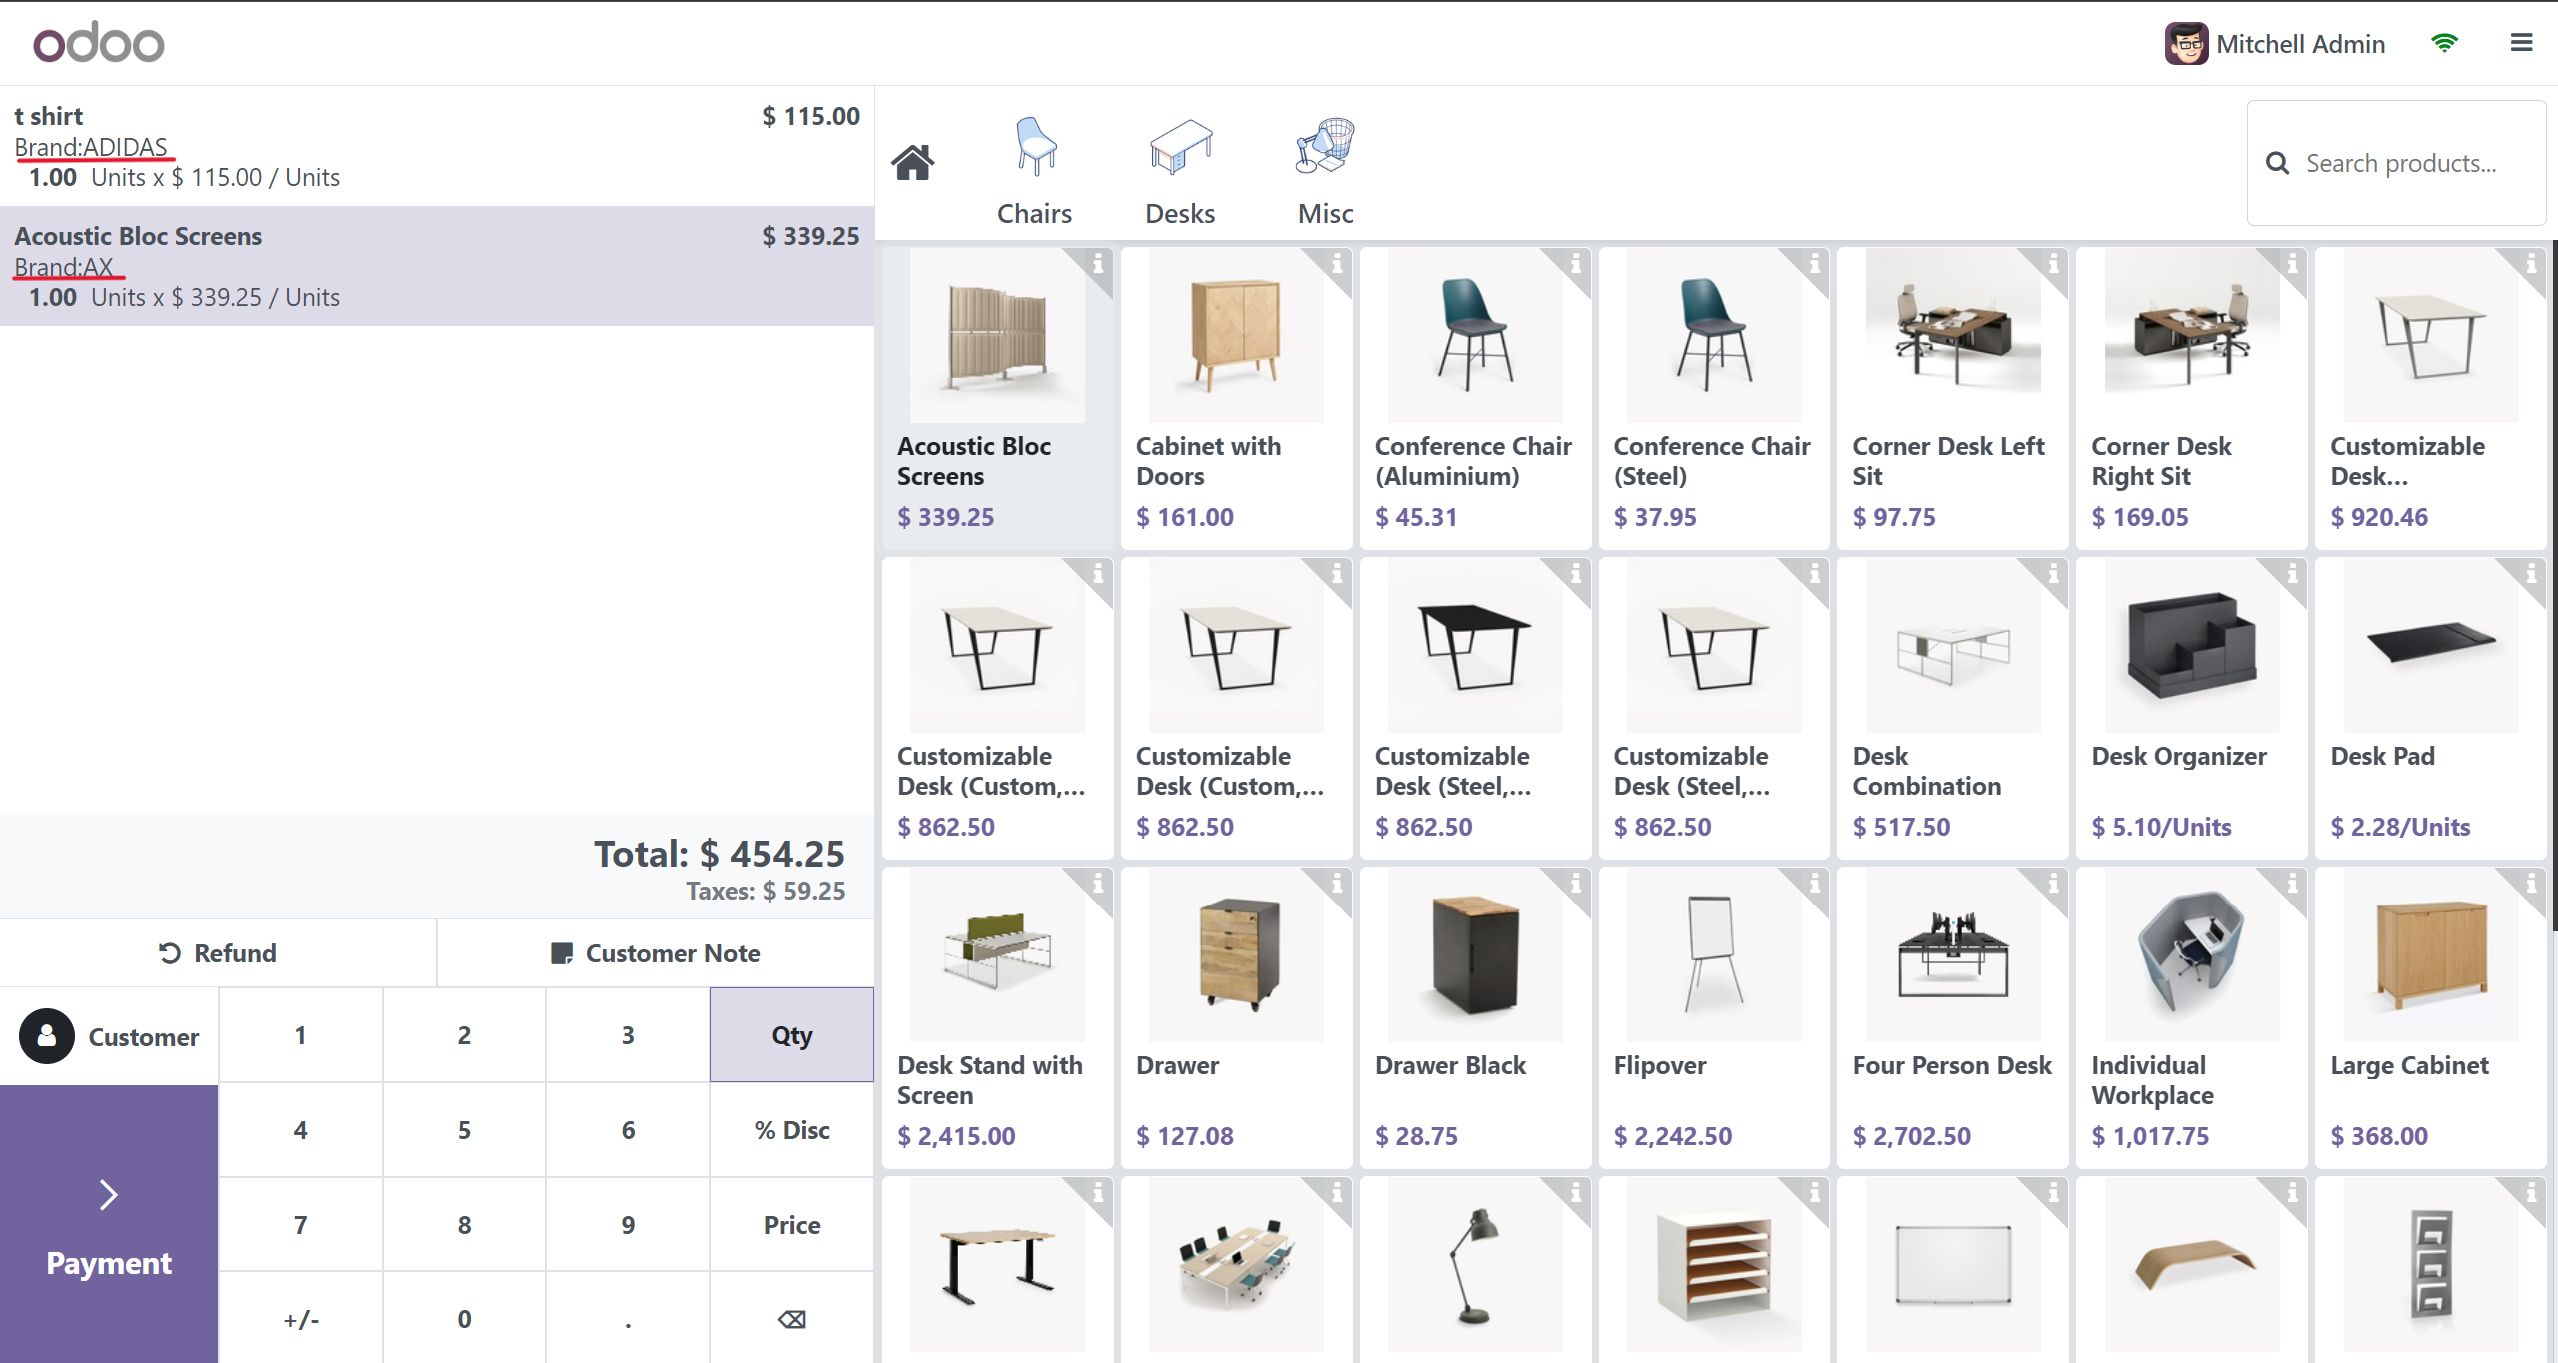 odoo
Mitchell Admin
t shirt
$ 115.00
Brand:ADIDAS
1.00 Units x $ 115.00 / Units
Acoustic Bloc Screens
$ 339.25
Brand:AX
1.00 Units x $ 339.25 / Units
Total: $ 454.25
Taxes: $ 59.25
Refund
Customer Note
Customer
1
2
3
Qty
4
5
6
% Disc
7
8
9
Price
+/-
0
.
Payment
Chairs
Desks
Misc
Search products...
Acoustic Bloc
Screens
$ 339.25
Cabinet with
Doors
$ 161.00
Conference Chair
(Aluminium)
$ 45.31
Conference Chair
(Steel)
$ 37.95
Corner Desk Left
Sit
$ 97.75
Corner Desk
Right Sit
$ 169.05
Customizable
Desk...
$ 920.46
Customizable
Desk (Custom,...
$ 862.50
Customizable
Desk (Custom,...
$ 862.50
Customizable
Desk (Steel,...
$ 862.50
Customizable
Desk (Steel,...
$ 862.50
Desk
Combination
$ 517.50
Desk Organizer
$ 5.10/Units
Desk Pad
$ 2.28/Units
Desk Stand with
Screen
$ 2,415.00
Drawer
$ 127.08
Drawer Black
$ 28.75
Flipover
$ 2,242.50
Four Person Desk
$ 2,702.50
Individual
Workplace
$ 1,017.75
Large Cabinet
$ 368.00